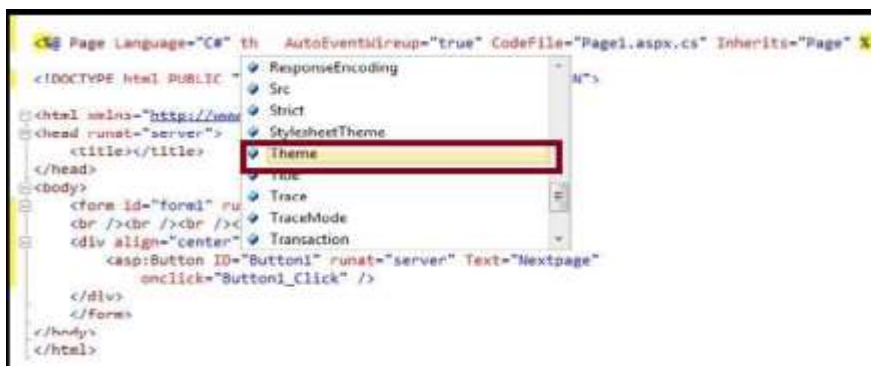 <%@ Page Language="C#" th AutoEventWireup="true" CodeFile="Page1.aspx.cs" Inherits="Page" %
<!DOCTYPE html PUBLIC " N">
<html xmlns="http://www
<head runat="server">
<title></title>
</head>
<body>
<form id="form1" ru
<br /><br /><br /><
<div align="center"
<asp:Button ID="Button1" runat="server" Text="Nextpage"
onclick="Button1_Click" />
</div>
</form>
</body>
</html>
ResponseEncoding
Src
Strict
StylesheetTheme
Theme
Title
Trace
TraceMode
Transaction